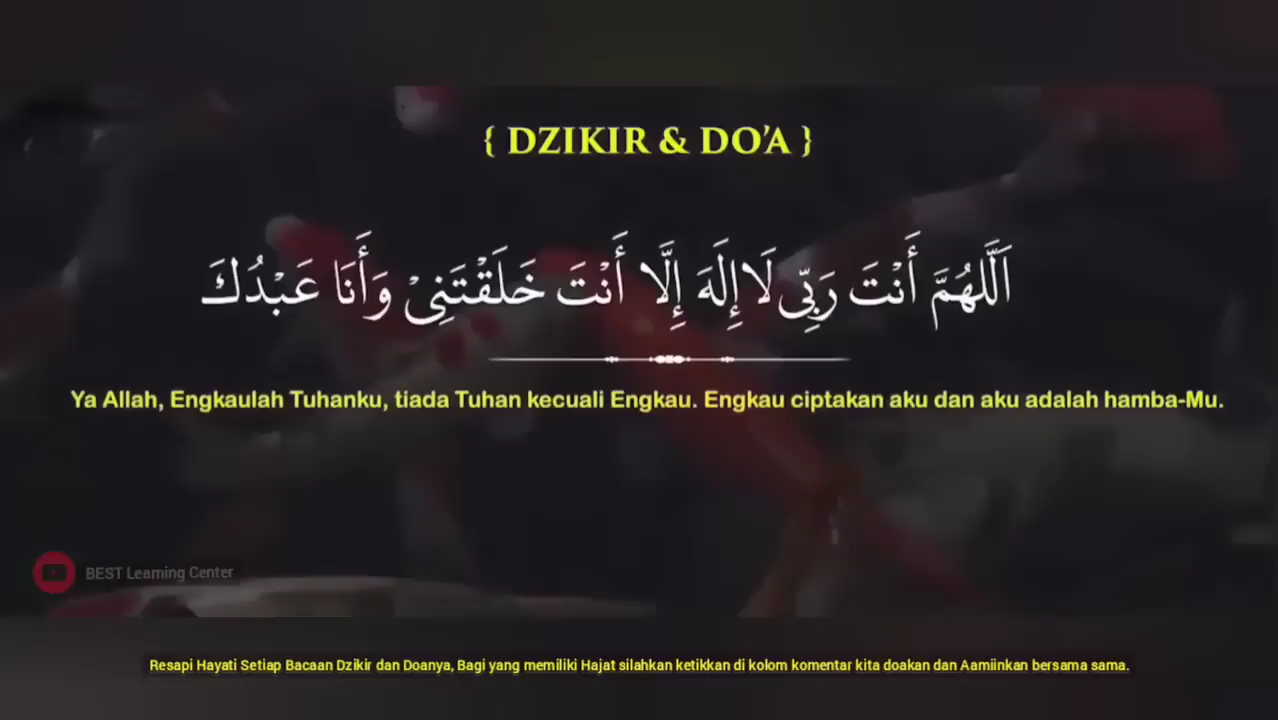 { DZIKIR & DO’A }
اَللَّهُمَّ أَنْتَ رَبِّى لَا إِلَهَ إِلَّا أَنْتَ خَلَقْتَنِىْ وَأَنَا عَبْدُكَ
Ya Allah, Engkaulah Tuhanku, tiada Tuhan kecuali Engkau. Engkau ciptakan aku dan aku adalah hamba-Mu.
BEST Learning Center
Resapi Hayati Setiap Bacaan Dzikir dan Doanya, Bagi yang memiliki Hajat silahkan ketikkan di kolom komentar kita doakan dan Aamiinkan bersama sama.